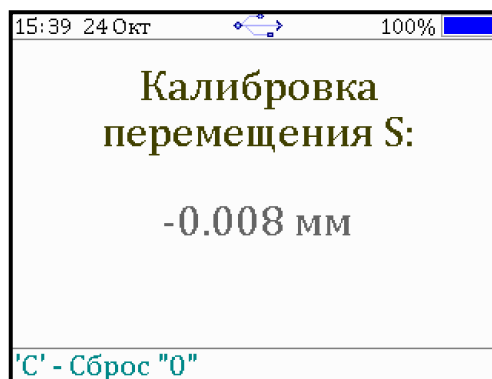 15:39 24 Окт 100%
Калибровка
перемещения S:
-0.008 мм
'C' - Сброс "0"